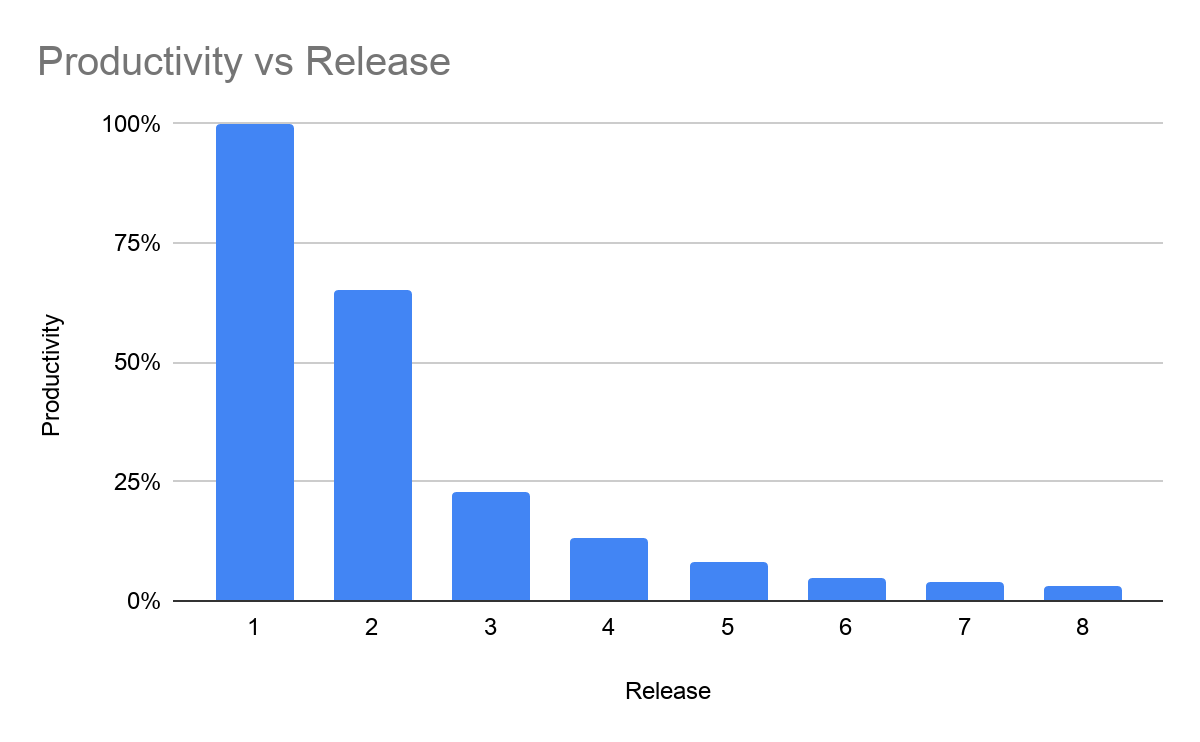 Productivity vs Release
100%
75%
50%
25%
0%
Productivity
1 2 3 4 5 6 7 8
Release